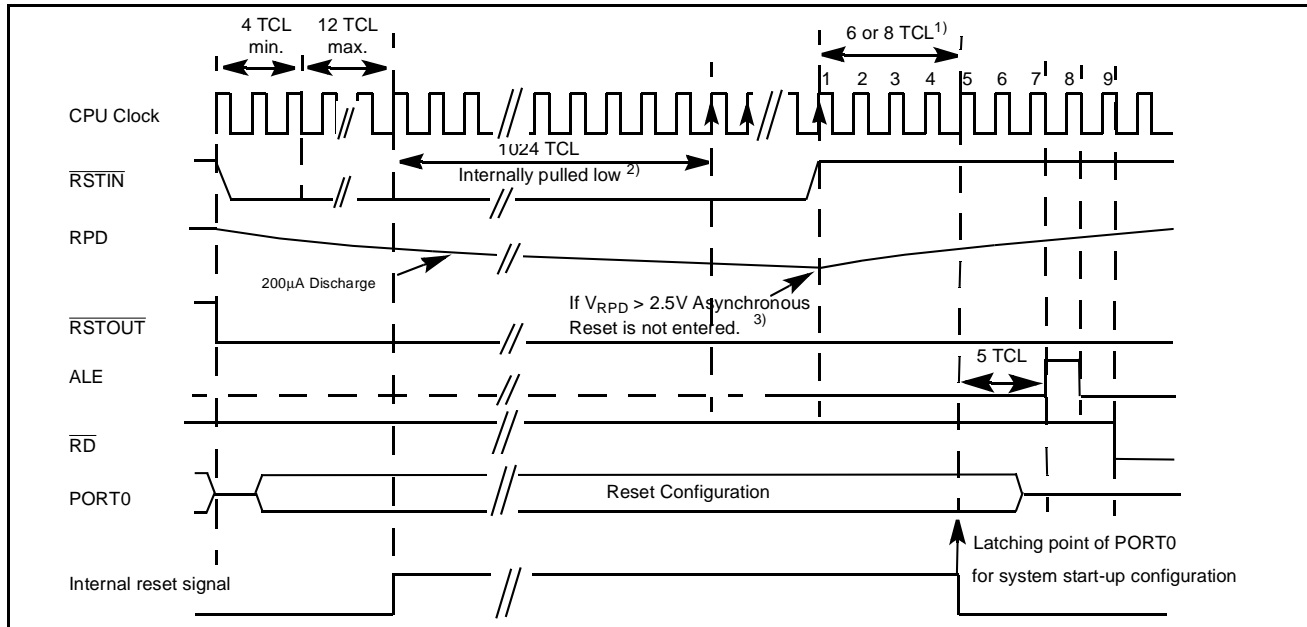 4 TCL
min.
12 TCL
max.
6 or 8 TCL1)
1 2 3 4 5 6 7 8 9
CPU Clock
1024 TCL
Internally pulled low 2)
RSTIN
RPD
200µA Discharge
If VRPD > 2.5V Asynchronous
Reset is not entered. 3)
RSTOUT
5 TCL
ALE
RD
PORT0
Reset Configuration
Latching point of PORT0
for system start-up configuration
Internal reset signal